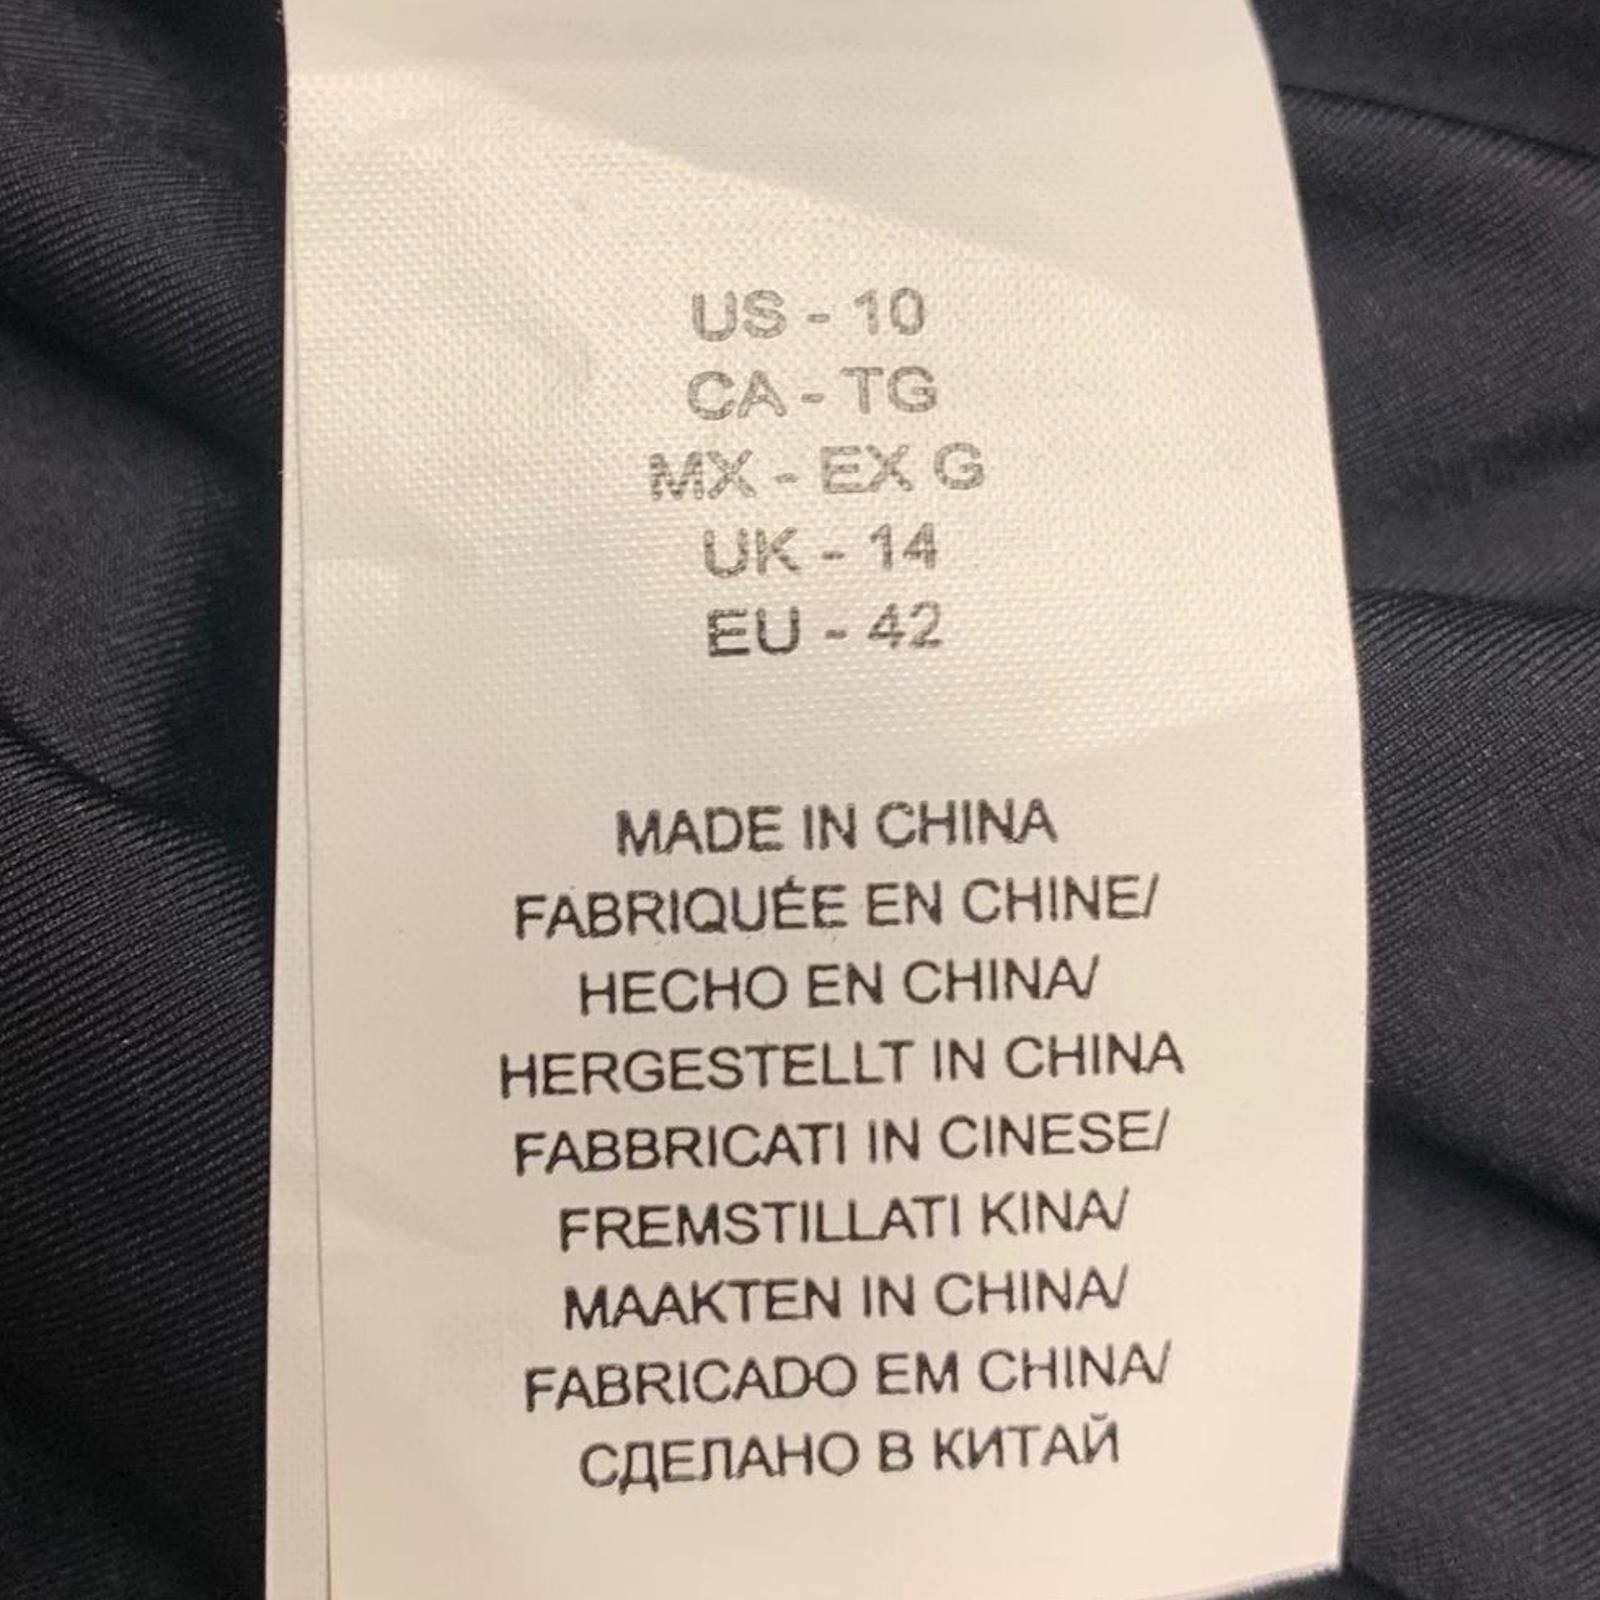 US - 10
CA - TG
MX - EX G
UK - 14
EU - 42
MADE IN CHINA
FABRIQUÉE EN CHINE/
HECHO EN CHINA/
HERGESTELLT IN CHINA
FABBRICATI IN CINESE/
FREMSTILLATI KINA/
MAAKTEN IN CHINA/
FABRICADO EM CHINA/
СДЕЛАНО В КИТАЙ